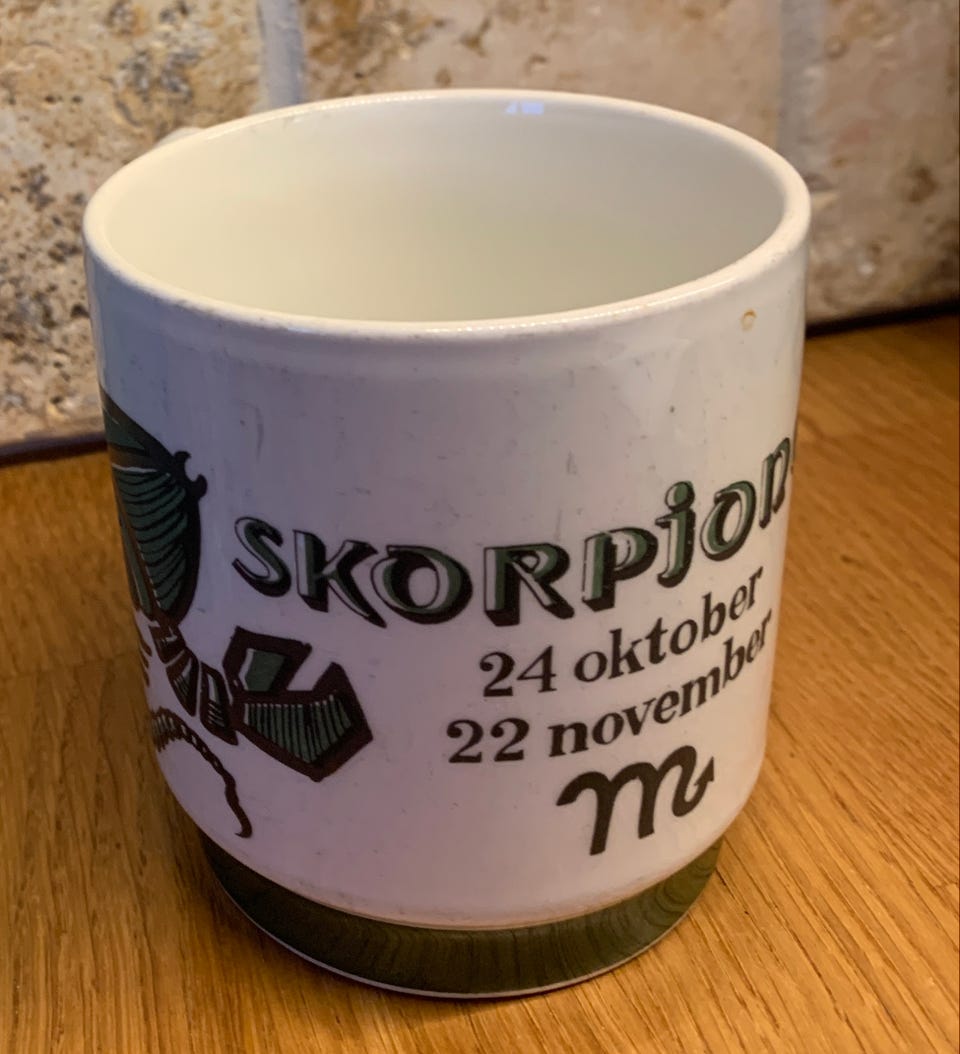 SKORPION
24 oktober
22 november
♏